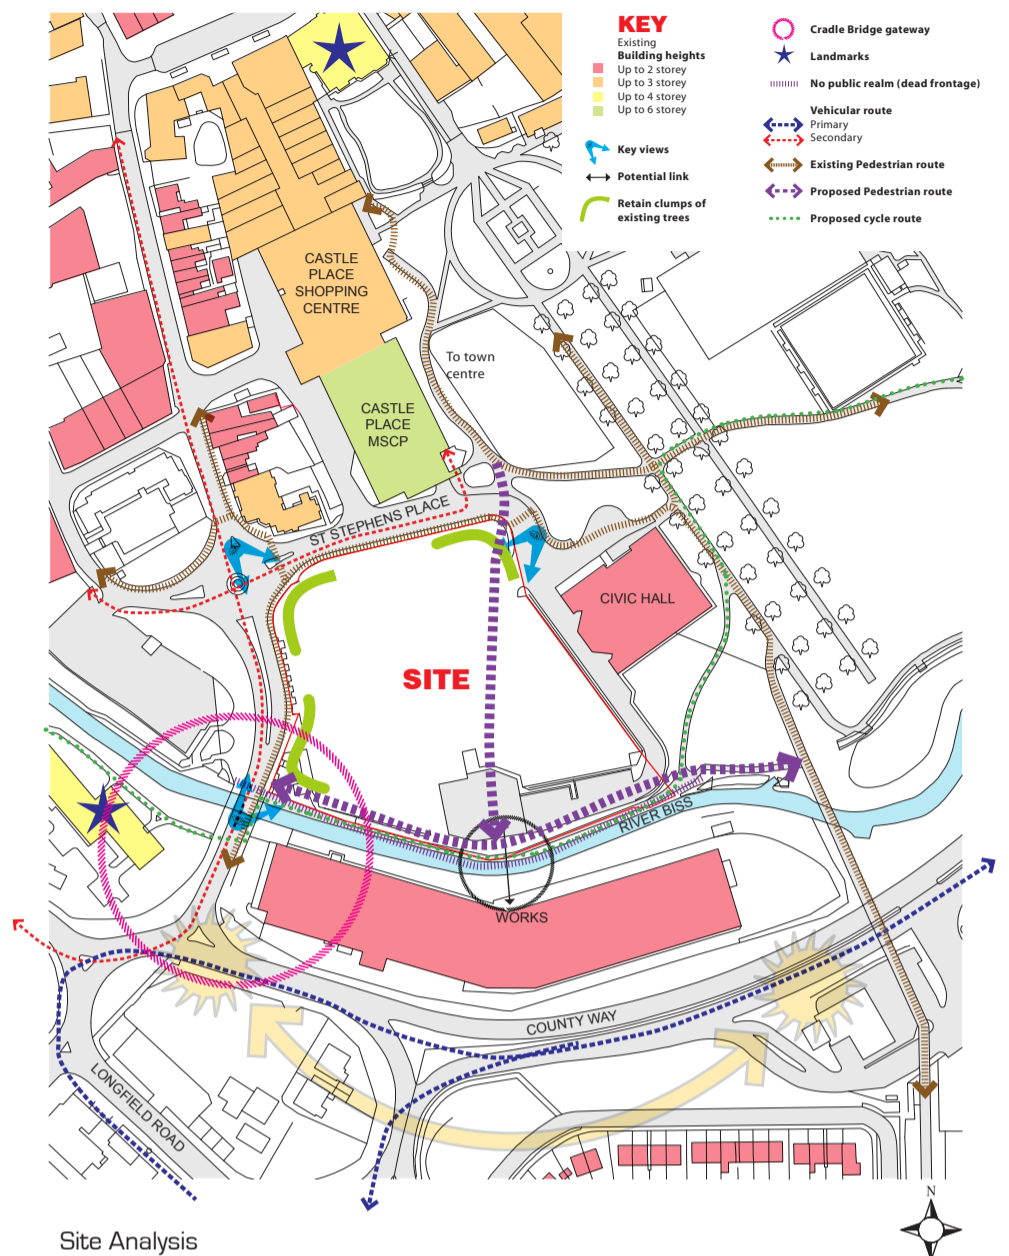 KEY
Existing
Building heights
Up to 2 storey
Up to 3 storey
Up to 4 storey
Up to 6 storey
Key views
Potential link
Retain clumps of
existing trees
Cradle Bridge gateway
Landmarks
No public realm (dead frontage)
Vehicular route
Primary
Secondary
Existing Pedestrian route
Proposed Pedestrian route
Proposed cycle route
CASTLE
PLACE
SHOPPING
CENTRE
To town
centre
CASTLE
PLACE
MSCP
ST STEPHENS PLACE
CIVIC HALL
SITE
RIVER BISS
WORKS
COUNTY WAY
LONGFIELD ROAD
N
Site Analysis